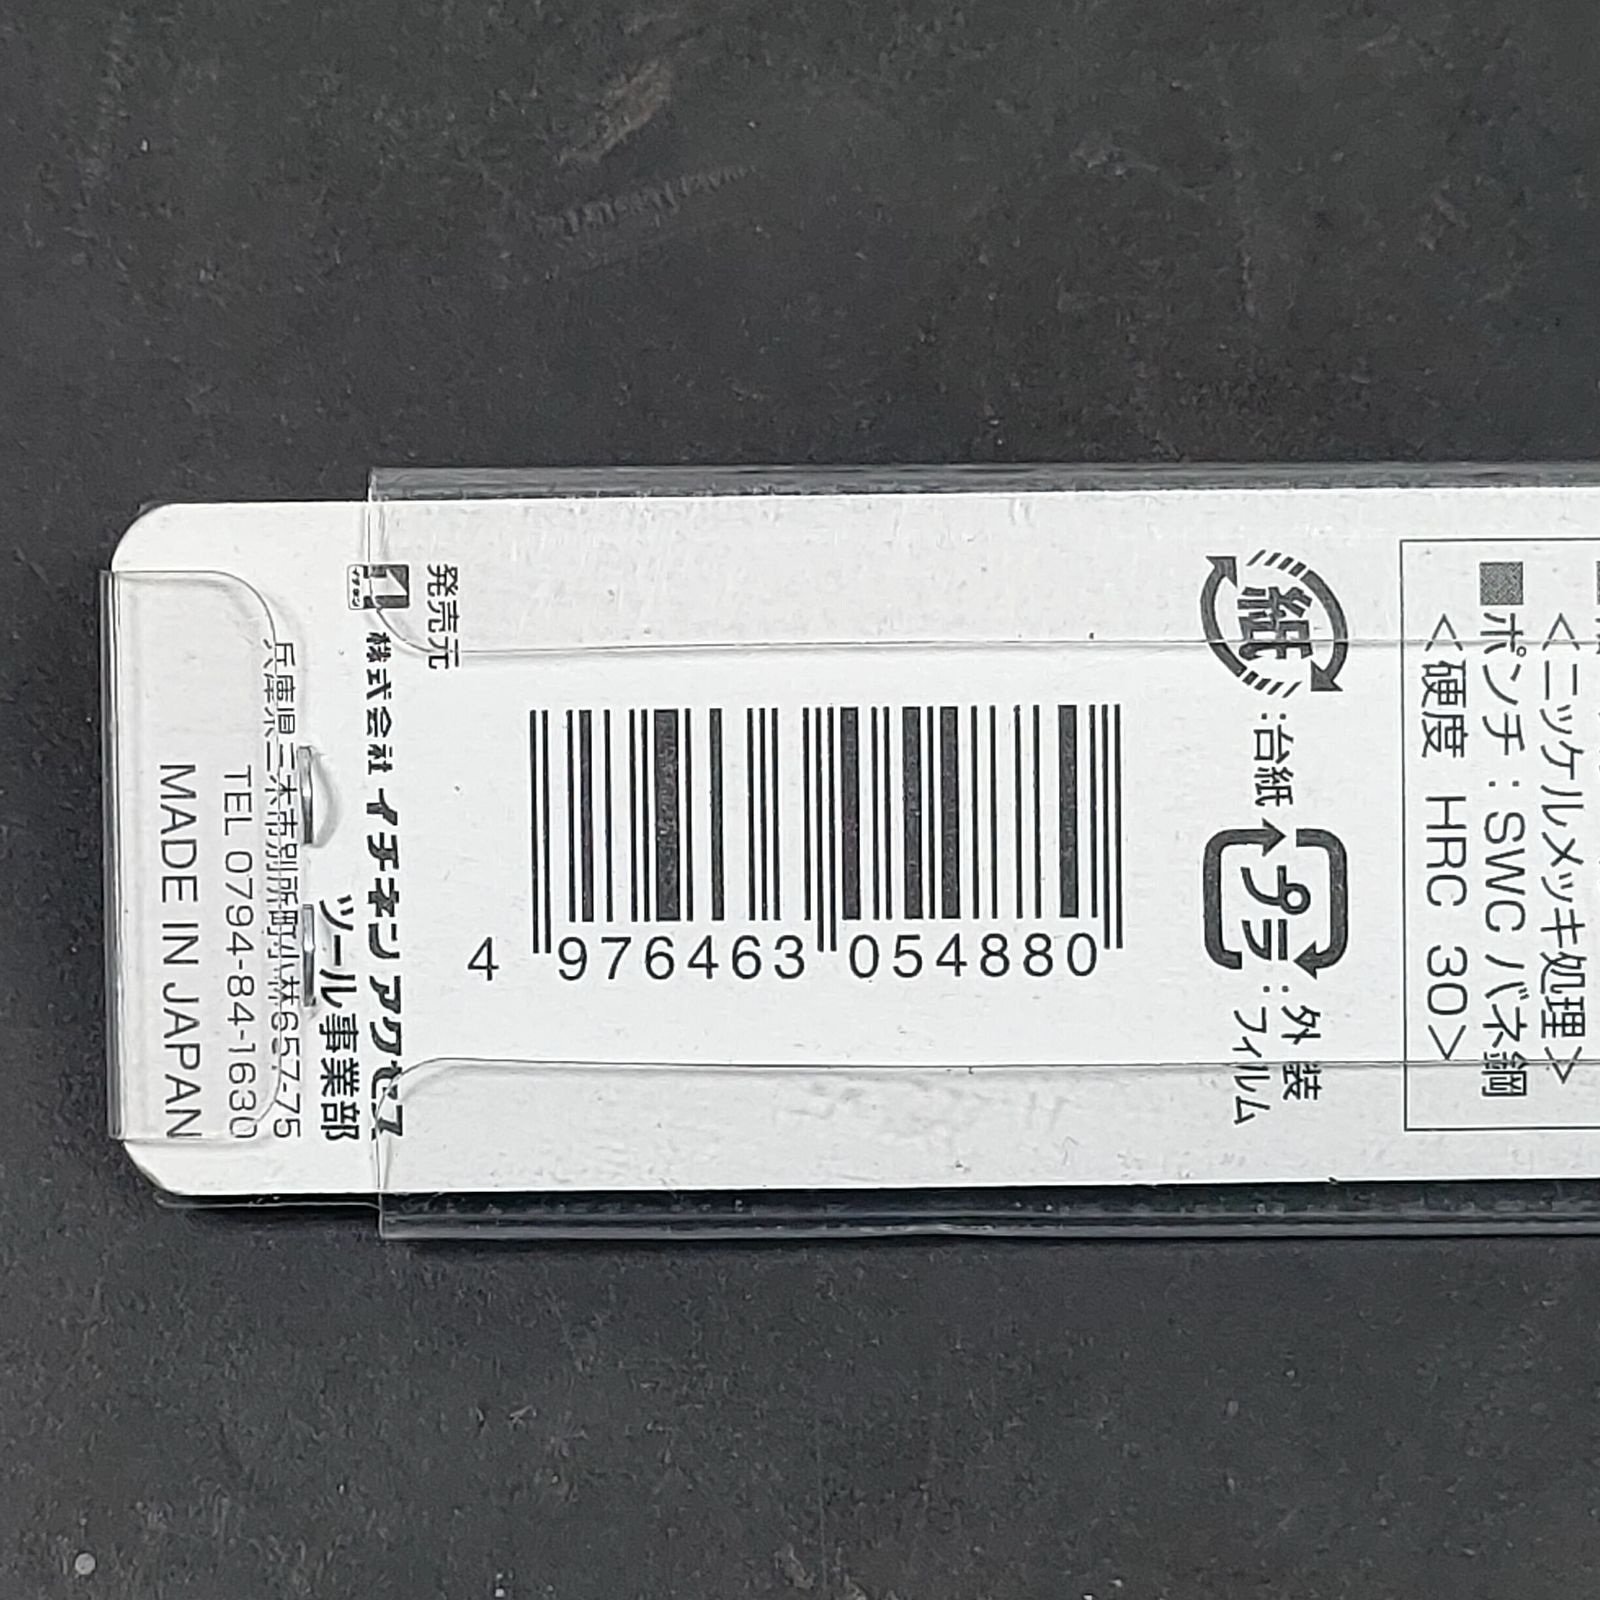 <ニッケルメッキ処理>
ポンチ:SWCバネ鋼
<硬度 HRC 30>
紙:台紙
プラ:外装
フィルム
4 976463 054880
発売元
イチネン
株式会社イチネンアクセス
ツール事業部
兵庫県三木市別所町小林657-75
TEL 0794-84-1630
MADE IN JAPAN